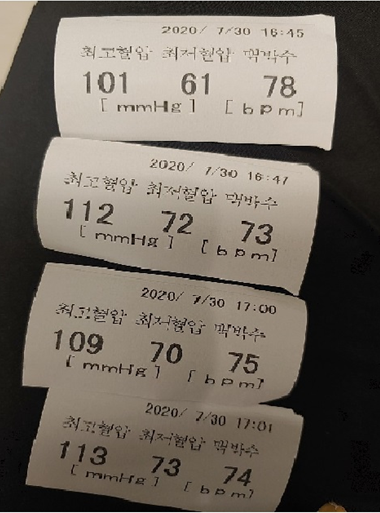 2020/ 7/30 16:45
최고혈압 최저혈압 맥박수
101 61 78
[ mmHg ] [ bpm]
2020/ 7/30 16:47
최고혈압 최저혈압 맥박수
112 72 73
[ mmHg ] [ bpm]
2020/ 7/30 17:00
최고혈압 최저혈압 맥박수
109 70 75
[ mmHg ] [ bpm]
2020/ 7/30 17:01
최고혈압 최저혈압 맥박수
113 73 74
[ mmHg ] [ bpm]